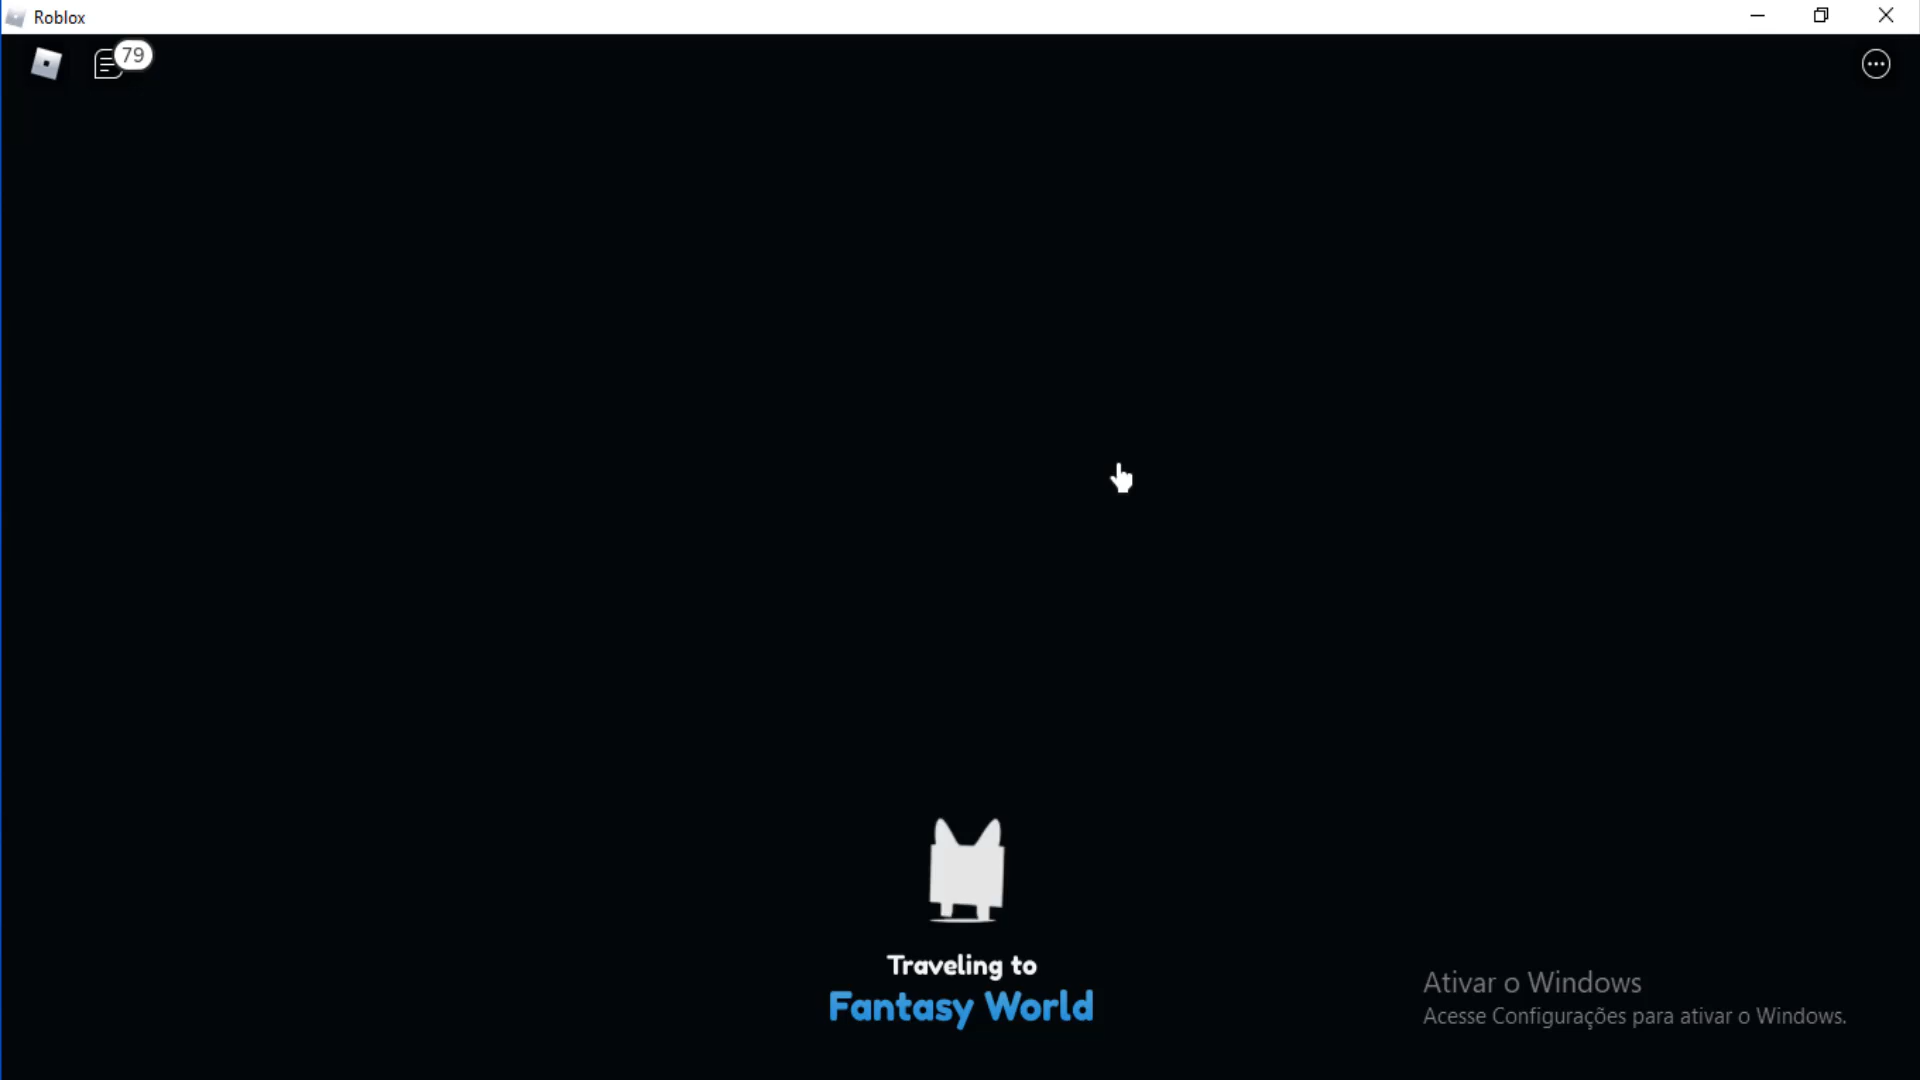 Roblox
79
Traveling to
Fantasy World
Ativar o Windows
Acesse Configurações para ativar o Windows.